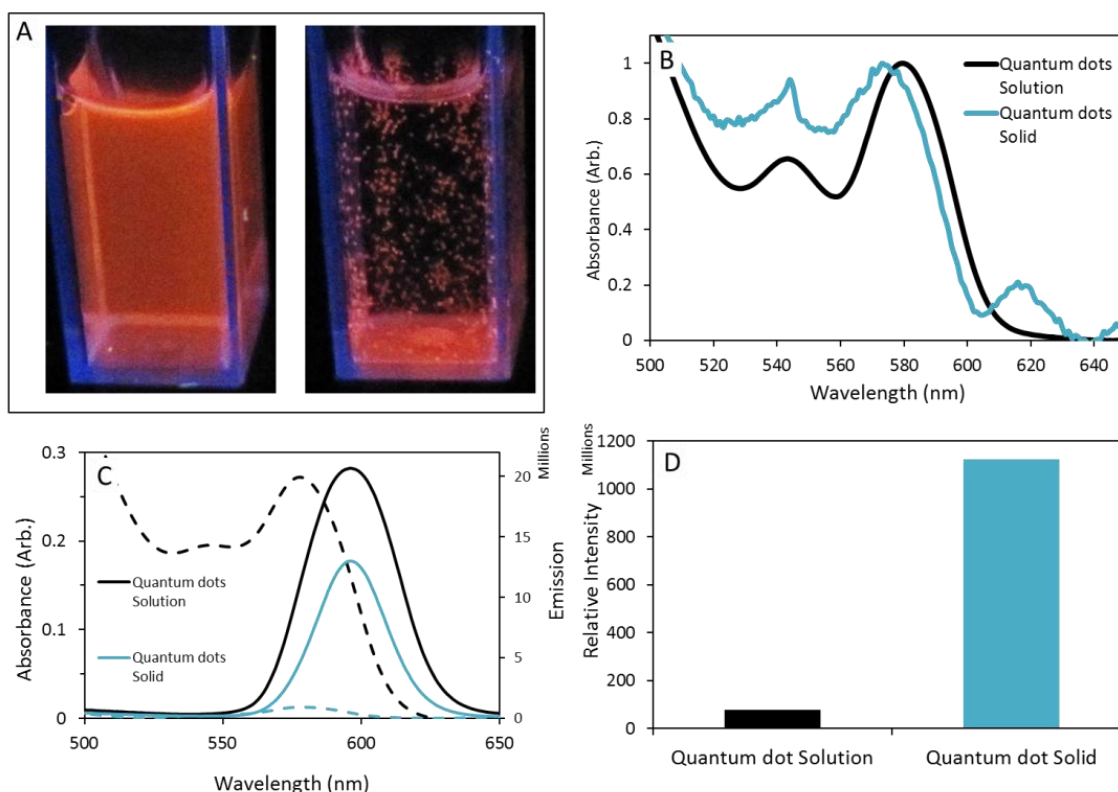 A
B
Quantum dots
Solution
Quantum dots
Solid
1
0.8
0.6
0.4
0.2
0
Absorbance (Arb.)
500 520 540 560 580 600 620 640
Wavelength (nm)
C
0.3
0.2
0.1
0
Absorbance (Arb.)
Quantum dots
Solution
Quantum dots
Solid
Millions
20
15
10
5
0
Emission
500 550 600 650
Wavelength (nm)
D
Millions
1200
1000
800
600
400
200
0
Relative Intensity
Quantum dot Solution Quantum dot Solid